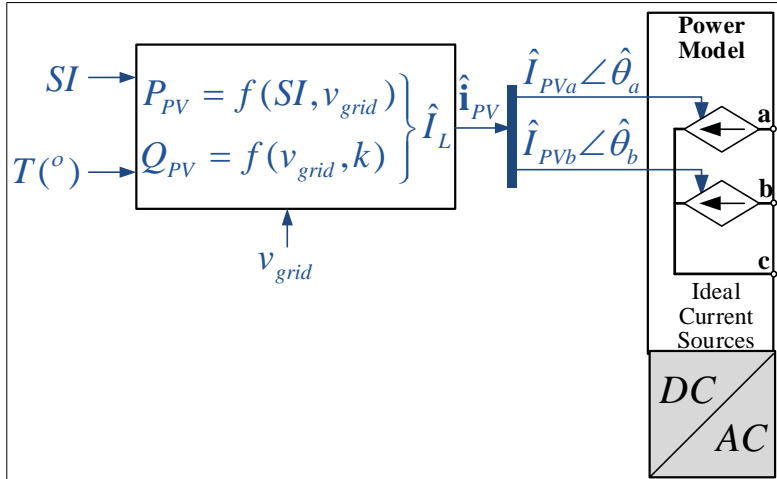 SI
T(°)
P_PV = f(SI, v_grid)
Q_PV = f(v_grid, k)
} Î_L
î_PV
v_grid
Î_PVa∠θ̂_a
Î_PVb∠θ̂_b
Power
Model
a
b
c
Ideal
Current
Sources
DC
AC